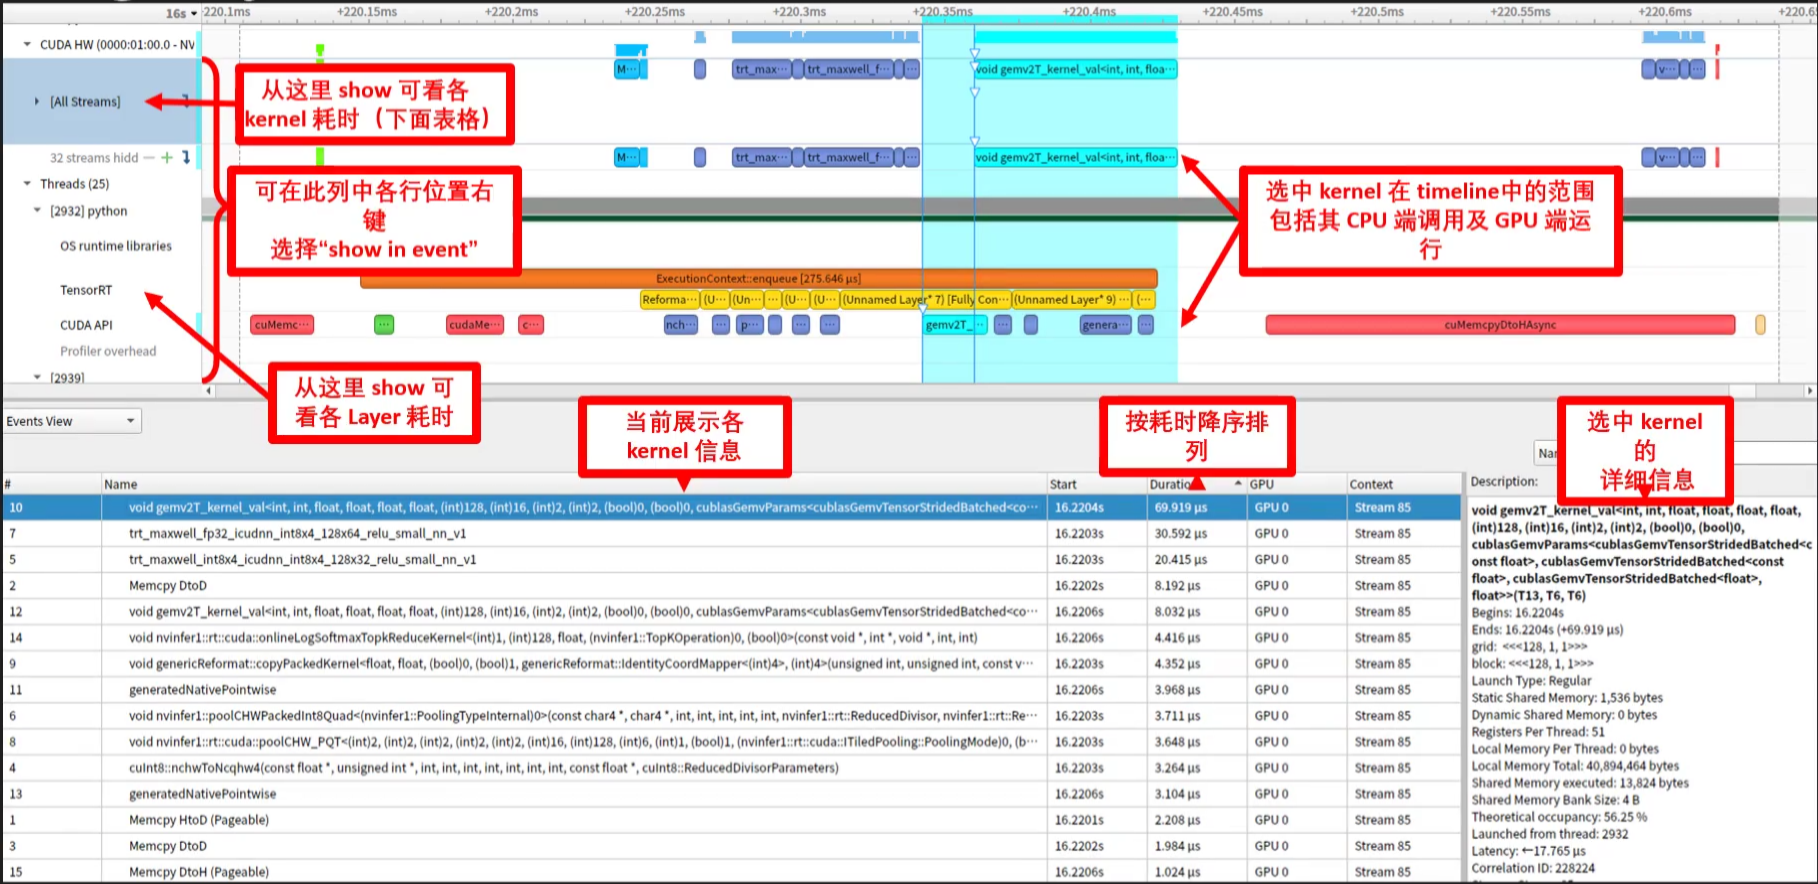 16s
220.1ms
+220.15ms
+220.2ms
+220.25ms
+220.3ms
+220.35ms
+220.4ms
+220.45ms
+220.5ms
+220.55ms
+220.6ms
CUDA HW (0000:01:00.0 - NV
M···
trt_max···
trt_maxwell_f···
void gemv2T_kernel_val<int, int, floa···
v···
[All Streams]
从这里 show 可看各
kernel 耗时（下面表格）
32 streams hidd
M···
trt_max···
trt_maxwell_f···
void gemv2T_kernel_val<int, int, floa···
v···
Threads (25)
[2932] python
可在此列中各行位置右
键
选择“show in event”
选中 kernel 在 timeline中的范围
包括其 CPU 端调用及 GPU 端运
行
OS runtime libraries
TensorRT
ExecutionContext::enqueue [275.646 µs]
Reforma···
(U···
(Un···
···
(U···
(U···
(Unnamed Layer* 7) [Fully Con···
(Unnamed Layer* 9) ···
(···
CUDA API
cuMemc···
···
cudaMe···
c···
nch···
···
p···
···
···
gemv2T_···
···
genera···
···
cuMemcpyDtoHAsync
Profiler overhead
[2939]
从这里 show 可
看各 Layer 耗时
当前展示各
kernel 信息
按耗时降序排
列
选中 kernel
的
详细信息
Events View
# Name Start Duratio GPU Context
10 void gemv2T_kernel_val<int, int, float, float, float, float, (int)128, (int)16, (int)2, (int)2, (bool)0, (bool)0, cublasGemvParams<cublasGemvTensorStridedBatched<co··· 16.2204s 69.919 µs GPU 0 Stream 85
7 trt_maxwell_fp32_icudnn_int8x4_128x64_relu_small_nn_v1 16.2203s 30.592 µs GPU 0 Stream 85
5 trt_maxwell_int8x4_icudnn_int8x4_128x32_relu_small_nn_v1 16.2203s 20.415 µs GPU 0 Stream 85
2 Memcpy DtoD 16.2202s 8.192 µs GPU 0 Stream 85
12 void gemv2T_kernel_val<int, int, float, float, float, float, (int)128, (int)16, (int)2, (int)2, (bool)0, (bool)0, cublasGemvParams<cublasGemvTensorStridedBatched<co··· 16.2206s 8.032 µs GPU 0 Stream 85
14 void nvinfer1::rt::cuda::onlineLogSoftmaxTopkReduceKernel<(int)1, (int)128, float, (nvinfer1::TopKOperation)0, (bool)0>(const void *, int *, void *, int, int) 16.2206s 4.416 µs GPU 0 Stream 85
9 void genericReformat::copyPackedKernel<float, float, (bool)0, (bool)1, genericReformat::IdentityCoordMapper<(int)4>, (int)4>(unsigned int, unsigned int, const v··· 16.2203s 4.352 µs GPU 0 Stream 85
11 generatedNativePointwise 16.2206s 3.968 µs GPU 0 Stream 85
6 void nvinfer1::poolCHWPackedInt8Quad<(nvinfer1::PoolingTypeInternal)0>(const char4 *, char4 *, int, int, int, int, int, nvinfer1::rt::ReducedDivisor, nvinfer1::rt::Re··· 16.2203s 3.711 µs GPU 0 Stream 85
8 void nvinfer1::rt::cuda::poolCHW_PQT<(int)2, (int)2, (int)2, (int)2, (int)2, (int)16, (int)128, (int)6, (int)1, (bool)1, (nvinfer1::rt::cuda::ITiledPooling::PoolingMode)0, (b··· 16.2203s 3.648 µs GPU 0 Stream 85
4 cuInt8::nchwToNcqhw4(const float *, unsigned int *, int, int, int, int, int, int, const float *, cuInt8::ReducedDivisorParameters) 16.2203s 3.264 µs GPU 0 Stream 85
13 generatedNativePointwise 16.2206s 3.104 µs GPU 0 Stream 85
1 Memcpy HtoD (Pageable) 16.2201s 2.208 µs GPU 0 Stream 85
3 Memcpy DtoD 16.2202s 1.984 µs GPU 0 Stream 85
15 Memcpy DtoH (Pageable) 16.2206s 1.024 µs GPU 0 Stream 85
Description:
void gemv2T_kernel_val<int, int, float, float, float, float,
(int)128, (int)16, (int)2, (int)2, (bool)0, (bool)0,
cublasGemvParams<cublasGemvTensorStridedBatched<c
onst float>, cublasGemvTensorStridedBatched<const
float>, cublasGemvTensorStridedBatched<float>,
float>>(T13, T6, T6)
Begins: 16.2204s
Ends: 16.2204s (+69.919 µs)
grid: <<<128, 1, 1>>>
block: <<<128, 1, 1>>>
Launch Type: Regular
Static Shared Memory: 1,536 bytes
Dynamic Shared Memory: 0 bytes
Registers Per Thread: 51
Local Memory Per Thread: 0 bytes
Local Memory Total: 40,894,464 bytes
Shared Memory executed: 13,824 bytes
Shared Memory Bank Size: 4 B
Theoretical occupancy: 56.25 %
Launched from thread: 2932
Latency: ←17.765 µs
Correlation ID: 228224